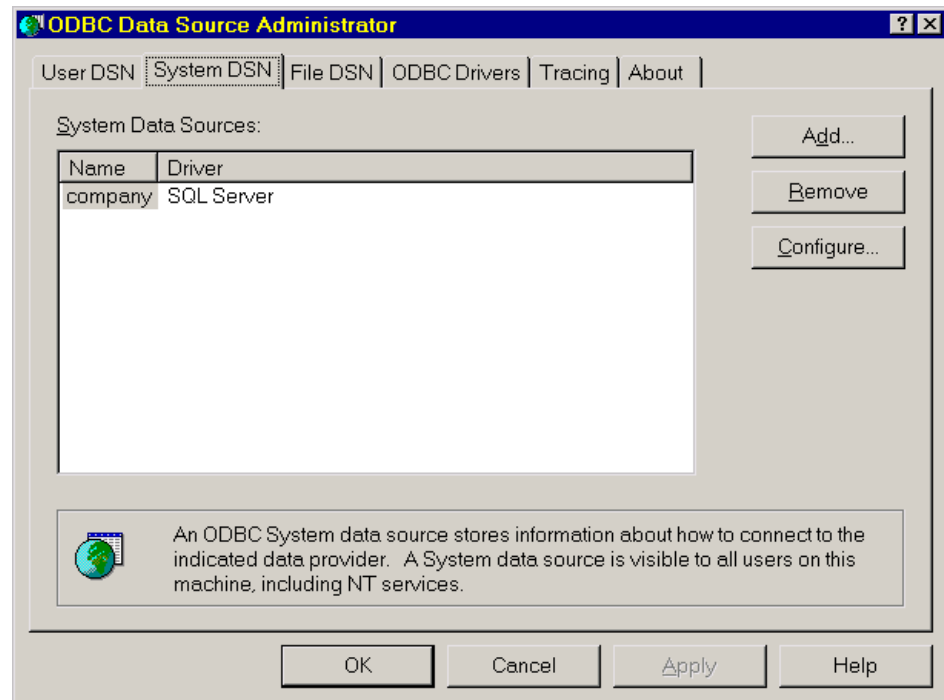 ODBC Data Source Administrator
User DSN System DSN File DSN ODBC Drivers Tracing About
System Data Sources:
Name Driver
company SQL Server
Add...
Remove
Configure...
An ODBC System data source stores information about how to connect to the
indicated data provider. A System data source is visible to all users on this
machine, including NT services.
OK Cancel Apply Help